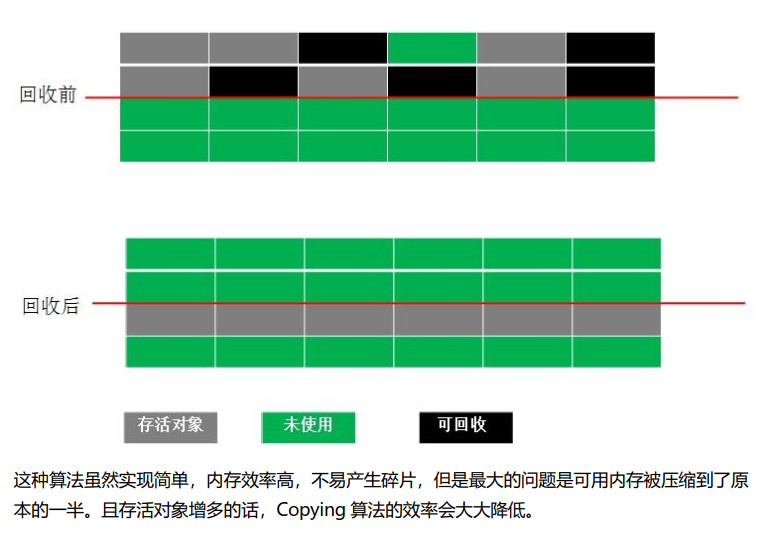 回收前
回收后
存活对象
未使用
可回收
这种算法虽然实现简单，内存效率高，不易产生碎片，但是最大的问题是可用内存被压缩到了原
本的一半。且存活对象增多的话，Copying 算法的效率会大大降低。